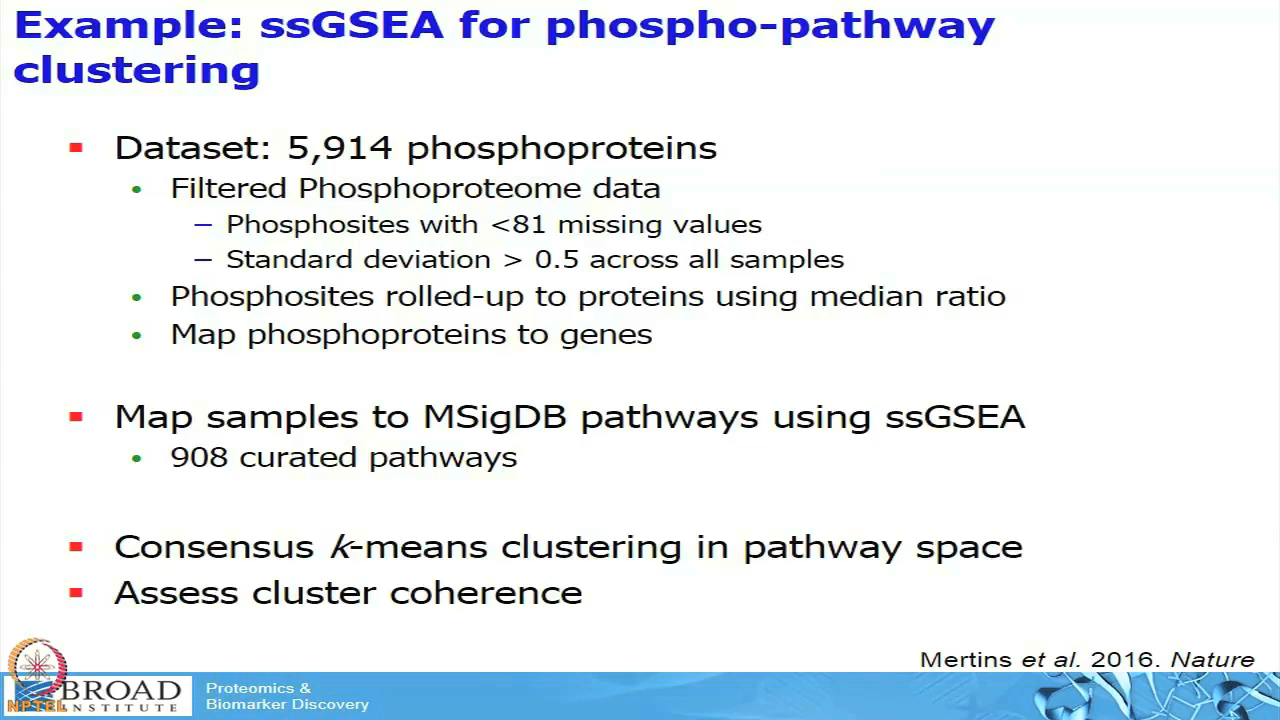 Example: ssGSEA for phospho-pathway
clustering
Dataset: 5,914 phosphoproteins
Filtered Phosphoproteome data
– Phosphosites with <81 missing values
– Standard deviation > 0.5 across all samples
Phosphosites rolled-up to proteins using median ratio
Map phosphoproteins to genes
Map samples to MSigDB pathways using ssGSEA
908 curated pathways
Consensus k-means clustering in pathway space
Assess cluster coherence
Mertins et al. 2016. Nature
BROAD
INSTITUTE
NPTEL
Proteomics &
Biomarker Discovery